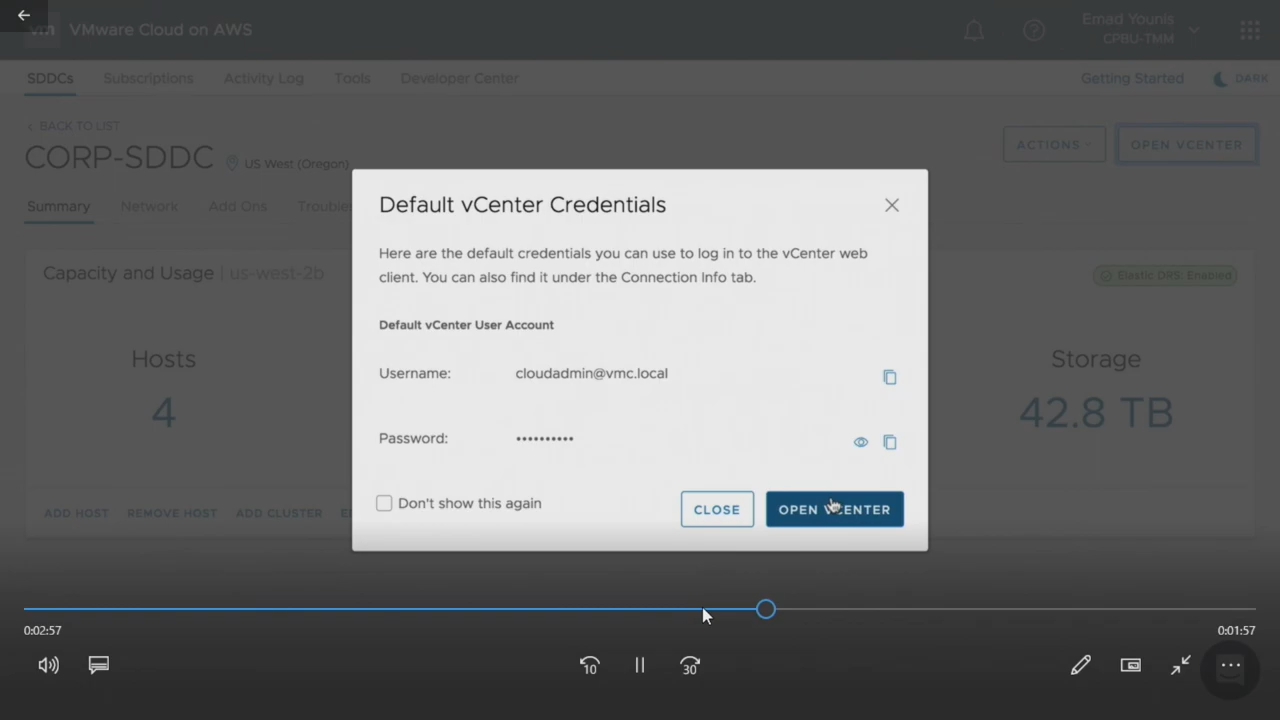 vm VMware Cloud on AWS
Emad Younis
CPBU-TMM
SDDCs Subscriptions Activity Log Tools Developer Center Getting Started DARK
‹ BACK TO LIST
CORP-SDDC US West (Oregon) ACTIONS OPEN VCENTER
Summary Network Add Ons
Capacity and Usage | us-west-2b Elastic DRS: Enabled
Hosts
4
Storage
42.8 TB
ADD HOST REMOVE HOST ADD CLUSTER
Default vCenter Credentials
Here are the default credentials you can use to log in to the vCenter web
client. You can also find it under the Connection Info tab.
Default vCenter User Account
Username: cloudadmin@vmc.local
Password: ••••••••••
Don't show this again CLOSE OPEN VCENTER
0:02:57 0:01:57
10 30